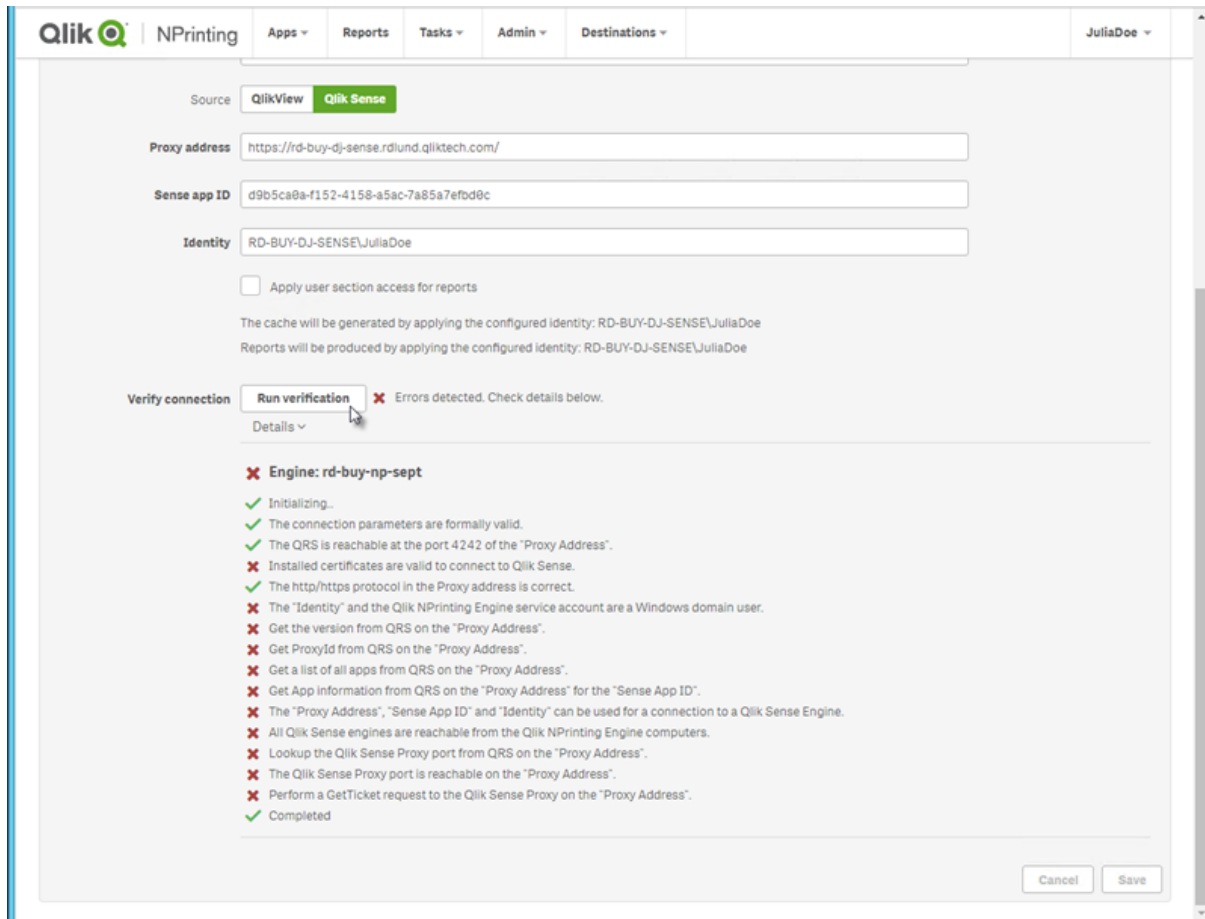 Qlik NPrinting Apps Reports Tasks Admin Destinations JuliaDoe
Source QlikView Qlik Sense
Proxy address https://rd-buy-dj-sense.rdlund.qliktech.com/
Sense app ID d9b5ca0a-f152-4158-a5ac-7a85a7efbd0c
Identity RD-BUY-DJ-SENSE\JuliaDoe
Apply user section access for reports
The cache will be generated by applying the configured identity: RD-BUY-DJ-SENSE\JuliaDoe
Reports will be produced by applying the configured identity: RD-BUY-DJ-SENSE\JuliaDoe
Verify connection Run verification Errors detected. Check details below.
Details
Engine: rd-buy-np-sept
Initializing..
The connection parameters are formally valid.
The QRS is reachable at the port 4242 of the "Proxy Address".
Installed certificates are valid to connect to Qlik Sense.
The http/https protocol in the Proxy address is correct.
The "Identity" and the Qlik NPrinting Engine service account are a Windows domain user.
Get the version from QRS on the "Proxy Address".
Get ProxyId from QRS on the "Proxy Address".
Get a list of all apps from QRS on the "Proxy Address".
Get App information from QRS on the "Proxy Address" for the "Sense App ID".
The "Proxy Address", "Sense App ID" and "Identity" can be used for a connection to a Qlik Sense Engine.
All Qlik Sense engines are reachable from the Qlik NPrinting Engine computers.
Lookup the Qlik Sense Proxy port from QRS on the "Proxy Address".
The Qlik Sense Proxy port is reachable on the "Proxy Address".
Perform a GetTicket request to the Qlik Sense Proxy on the "Proxy Address".
Completed
Cancel Save